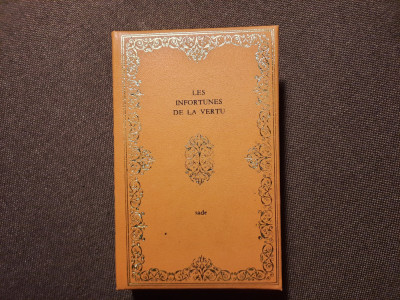 LES
INFORTUNES
DE LA VERTU
sade